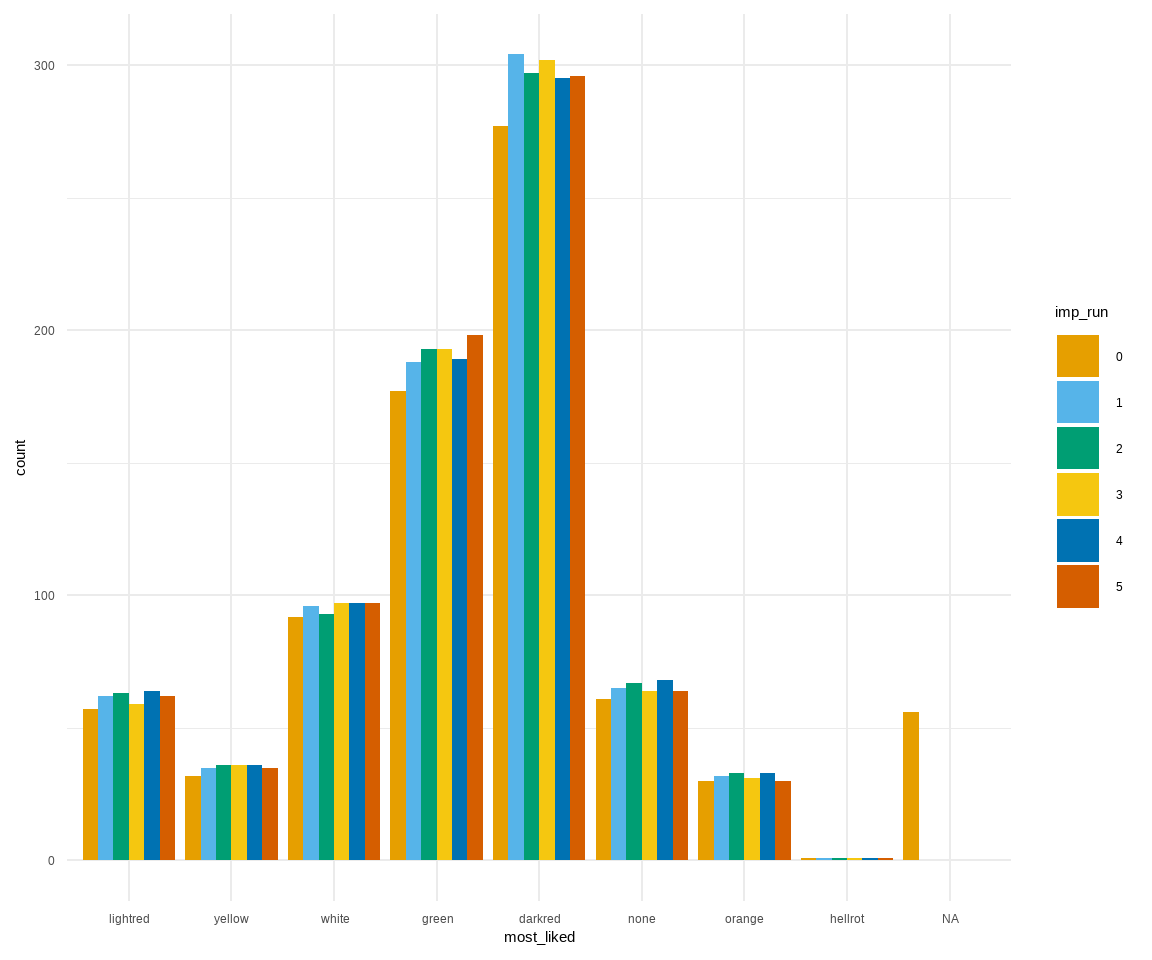 300
200
100
0
count
lightred yellow white green darkred none orange hellrot NA
most_liked
imp_run
0
1
2
3
4
5